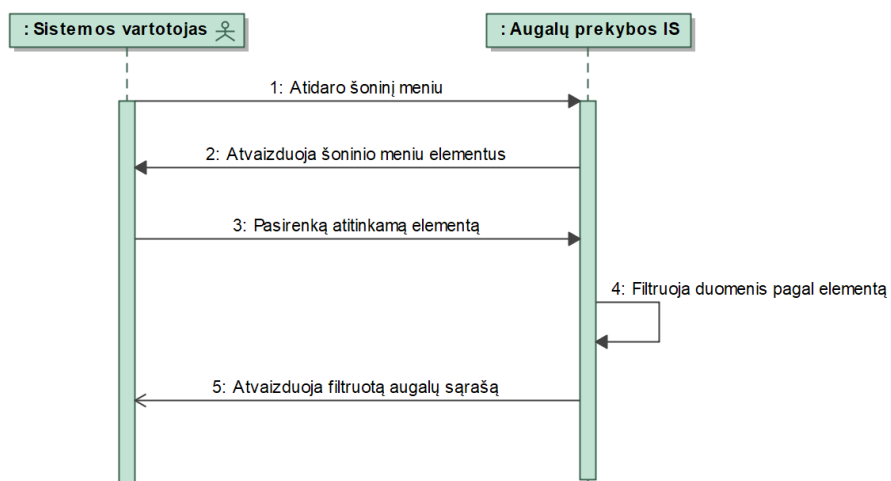 : Sistemos vartotojas
: Augalų prekybos IS
1: Atidaro šoninį meniu
2: Atvaizduoja šoninio meniu elementus
3: Pasirenką atitinkamą elementą
4: Filtruoja duomenis pagal elementą
5: Atvaizduoja filtruotą augalų sąrašą